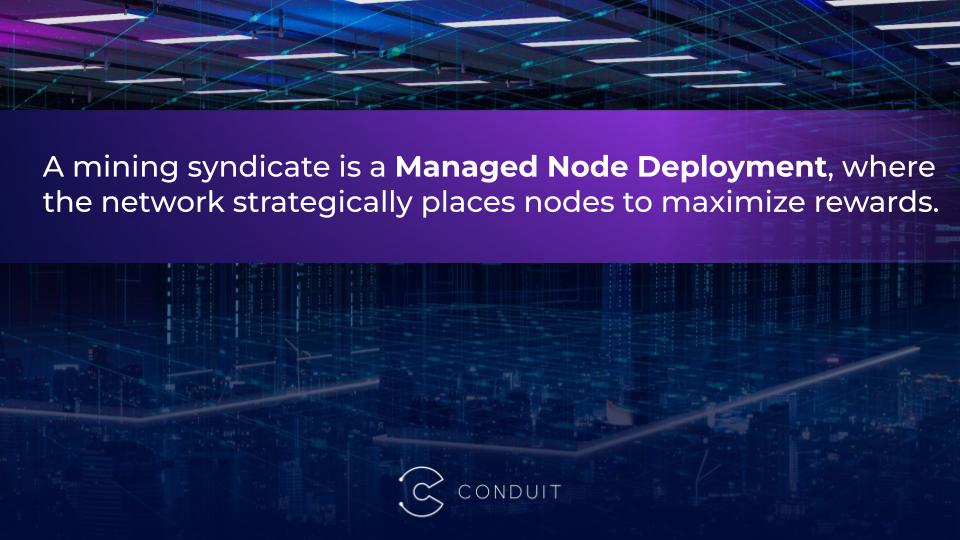 A mining syndicate is a Managed Node Deployment, where
the network strategically places nodes to maximize rewards.
CONDUIT